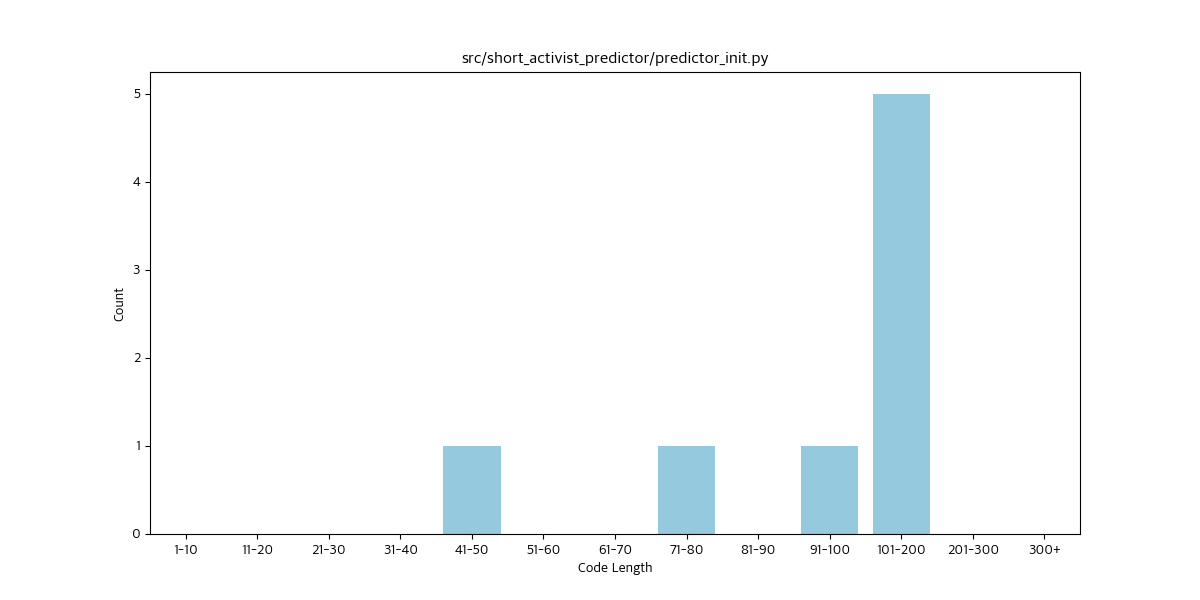 src/short_activist_predictor/predictor_init.py
5
4
3
2
1
0
Count
1-10 11-20 21-30 31-40 41-50 51-60 61-70 71-80 81-90 91-100 101-200 201-300 300+
Code Length